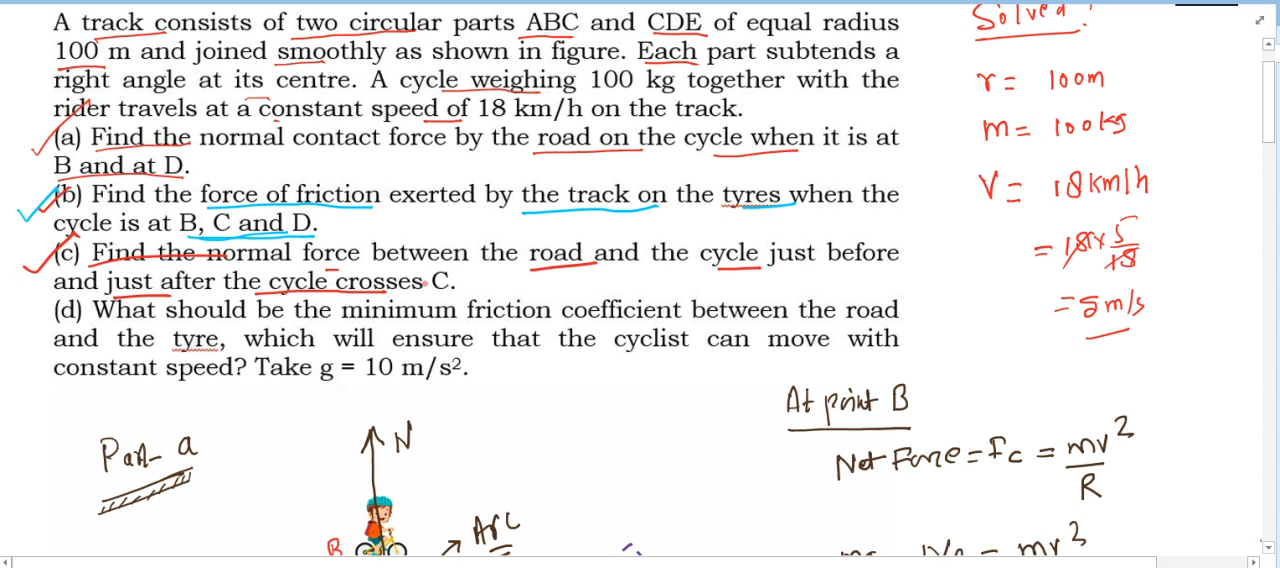 A track consists of two circular parts ABC and CDE of equal radius
100 m and joined smoothly as shown in figure. Each part subtends a
right angle at its centre. A cycle weighing 100 kg together with the
rider travels at a constant speed of 18 km/h on the track.
(a) Find the normal contact force by the road on the cycle when it is at
B and at D.
(b) Find the force of friction exerted by the track on the tyres when the
cycle is at B, C and D.
(c) Find the normal force between the road and the cycle just before
and just after the cycle crosses C.
(d) What should be the minimum friction coefficient between the road
and the tyre, which will ensure that the cyclist can move with
constant speed? Take g = 10 m/s².
Solved:
r = 100m
m = 100kg
V = 18km/h
= 18 × 5/18
= 5 m/s
Part a
N
B
Arc
At point B
Net Force = Fc = mv²/R
= mv²